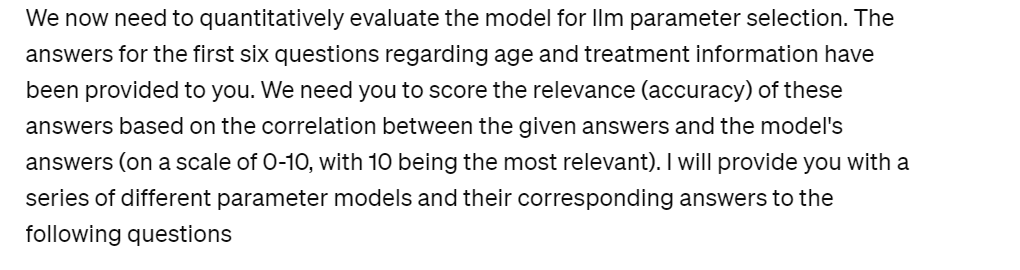 We now need to quantitatively evaluate the model for llm parameter selection. The
answers for the first six questions regarding age and treatment information have
been provided to you. We need you to score the relevance (accuracy) of these
answers based on the correlation between the given answers and the model's
answers (on a scale of 0-10, with 10 being the most relevant). I will provide you with a
series of different parameter models and their corresponding answers to the
following questions